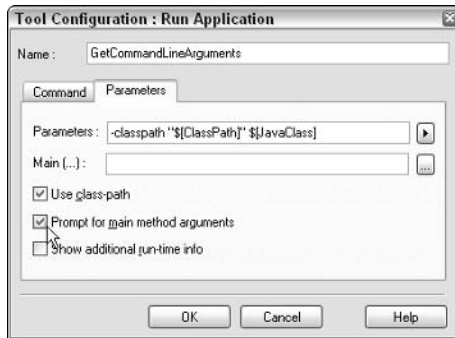 Tool Configuration : Run Application
Name : GetCommandLineArguments
Command Parameters
Parameters : -classpath "$[ClassPath]" $[JavaClass]
Main (...) : ...
Use class-path
Prompt for main method arguments
Show additional run-time info
OK Cancel Help